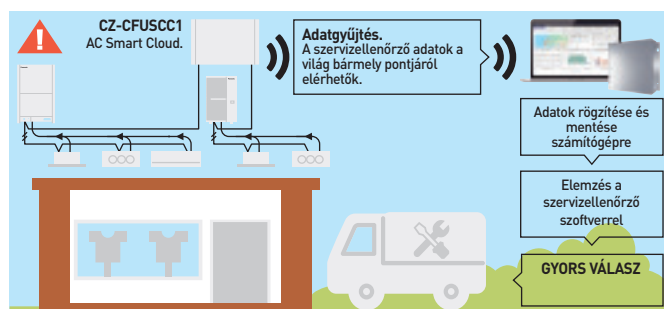 CZ-CFUSCC1
AC Smart Cloud.
Adatgyűjtés.
A szervizellenőrző adatok a
világ bármely pontjáról
elérhetők.
Adatok rögzítése és
mentése
számítógépre
Elemzés a
szervizellenőrző
szoftverrel
GYORS VÁLASZ